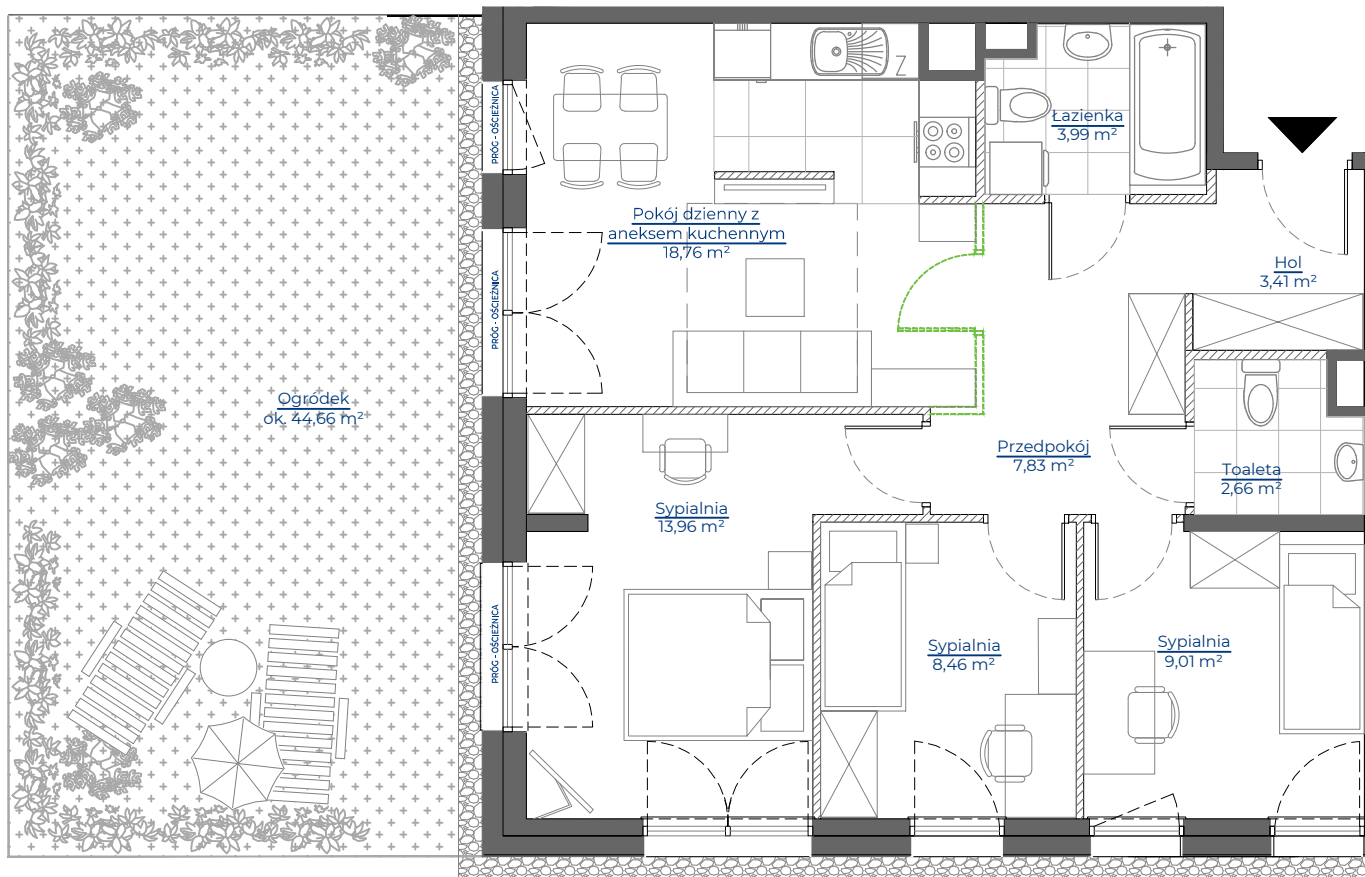 PRÓG - OŚCIEŻNICA
Z
Łazienka
3,99 m²
Pokój dzienny z
aneksem kuchennym
18,76 m²
Hol
3,41 m²
PRÓG - OŚCIEŻNICA
Ogródek
ok. 44,66 m²
Przedpokój
7,83 m²
Toaleta
2,66 m²
Sypialnia
13,96 m²
PRÓG - OŚCIEŻNICA
Sypialnia
8,46 m²
Sypialnia
9,01 m²